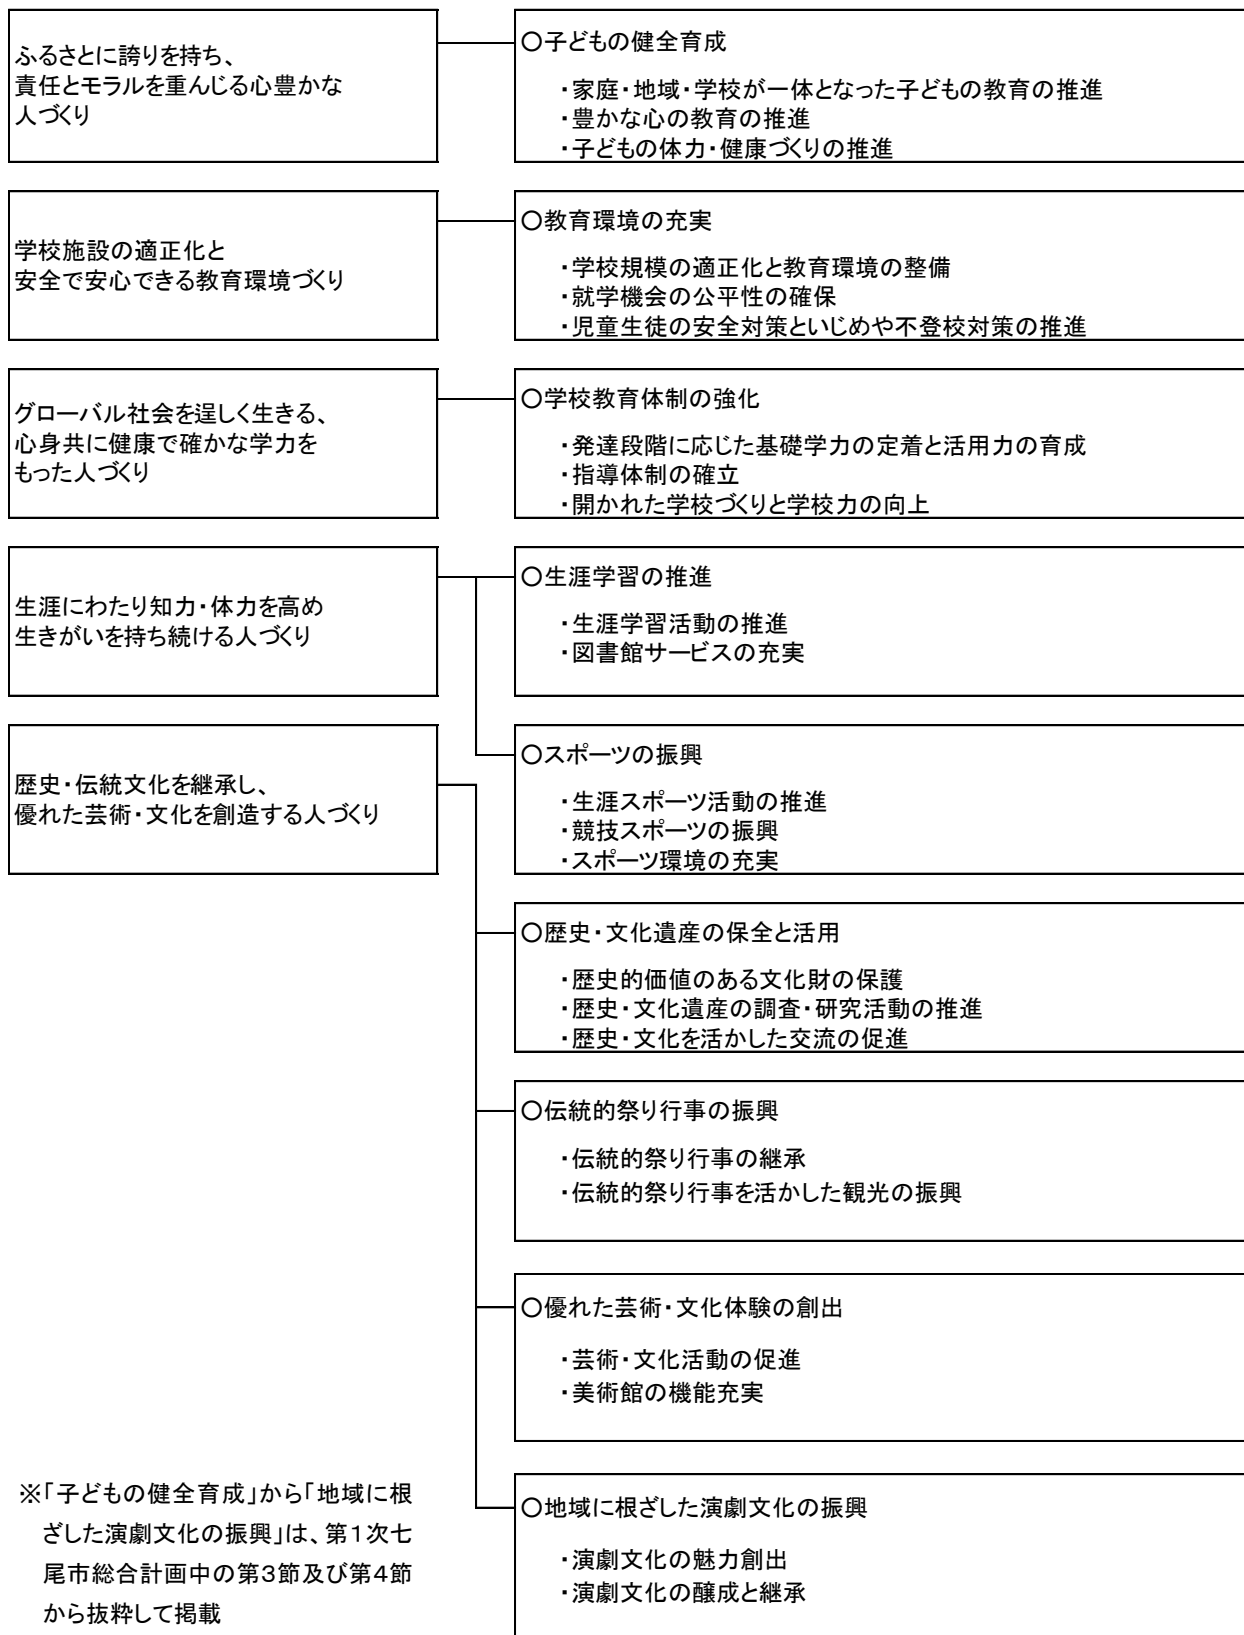 ふるさとに誇りを持ち、
責任とモラルを重んじる心豊かな
人づくり
〇子どもの健全育成
・家庭・地域・学校が一体となった子どもの教育の推進
・豊かな心の教育の推進
・子どもの体力・健康づくりの推進
学校施設の適正化と
安全で安心できる教育環境づくり
〇教育環境の充実
・学校規模の適正化と教育環境の整備
・就学機会の公平性の確保
・児童生徒の安全対策といじめや不登校対策の推進
グローバル社会を逞しく生きる、
心身共に健康で確かな学力を
もった人づくり
〇学校教育体制の強化
・発達段階に応じた基礎学力の定着と活用力の育成
・指導体制の確立
・開かれた学校づくりと学校力の向上
生涯にわたり知力・体力を高め
生きがいを持ち続ける人づくり
〇生涯学習の推進
・生涯学習活動の推進
・図書館サービスの充実
〇スポーツの振興
・生涯スポーツ活動の推進
・競技スポーツの振興
・スポーツ環境の充実
歴史・伝統文化を継承し、
優れた芸術・文化を創造する人づくり
〇歴史・文化遺産の保全と活用
・歴史的価値のある文化財の保護
・歴史・文化遺産の調査・研究活動の推進
・歴史・文化を活かした交流の促進
〇伝統的祭り行事の振興
・伝統的祭り行事の継承
・伝統的祭り行事を活かした観光の振興
〇優れた芸術・文化体験の創出
・芸術・文化活動の促進
・美術館の機能充実
〇地域に根ざした演劇文化の振興
・演劇文化の魅力創出
・演劇文化の醸成と継承
※「子どもの健全育成」から「地域に根
ざした演劇文化の振興」は、第1次七
尾市総合計画中の第3節及び第4節
から抜粋して掲載